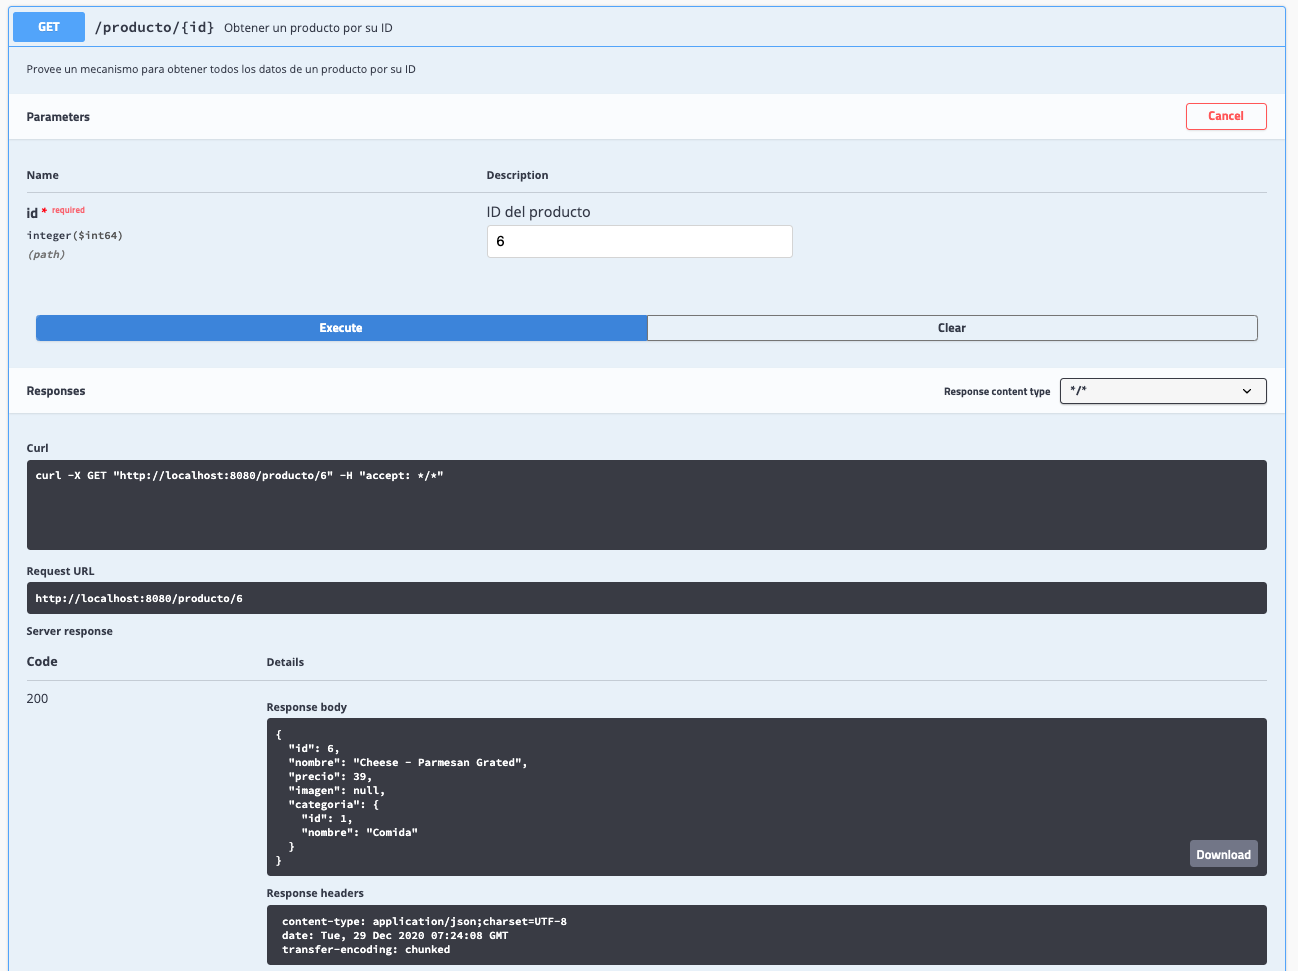 GET /producto/{id} Obtener un producto por su ID
Provee un mecanismo para obtener todos los datos de un producto por su ID
Parameters Cancel
Name Description
id * required ID del producto
integer($int64) 6
(path)
Execute Clear
Responses Response content type */*
Curl
curl -X GET "http://localhost:8080/producto/6" -H "accept: */*"
Request URL
http://localhost:8080/producto/6
Server response
Code Details
200
Response body
{
  "id": 6,
  "nombre": "Cheese - Parmesan Grated",
  "precio": 39,
  "imagen": null,
  "categoria": {
    "id": 1,
    "nombre": "Comida"
  }
}
Download
Response headers
content-type: application/json;charset=UTF-8
date: Tue, 29 Dec 2020 07:24:08 GMT
transfer-encoding: chunked